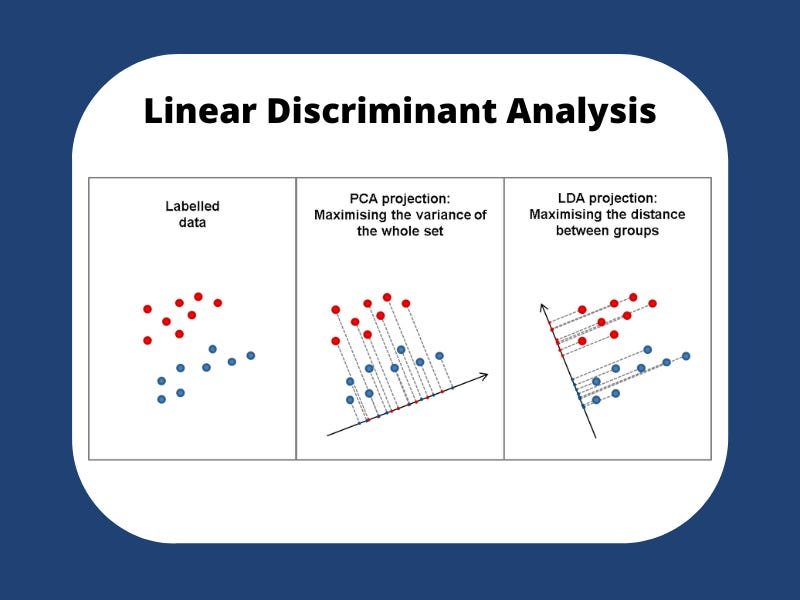 Linear Discriminant Analysis
Labelled
data
PCA projection:
Maximising the variance of
the whole set
LDA projection:
Maximising the distance
between groups